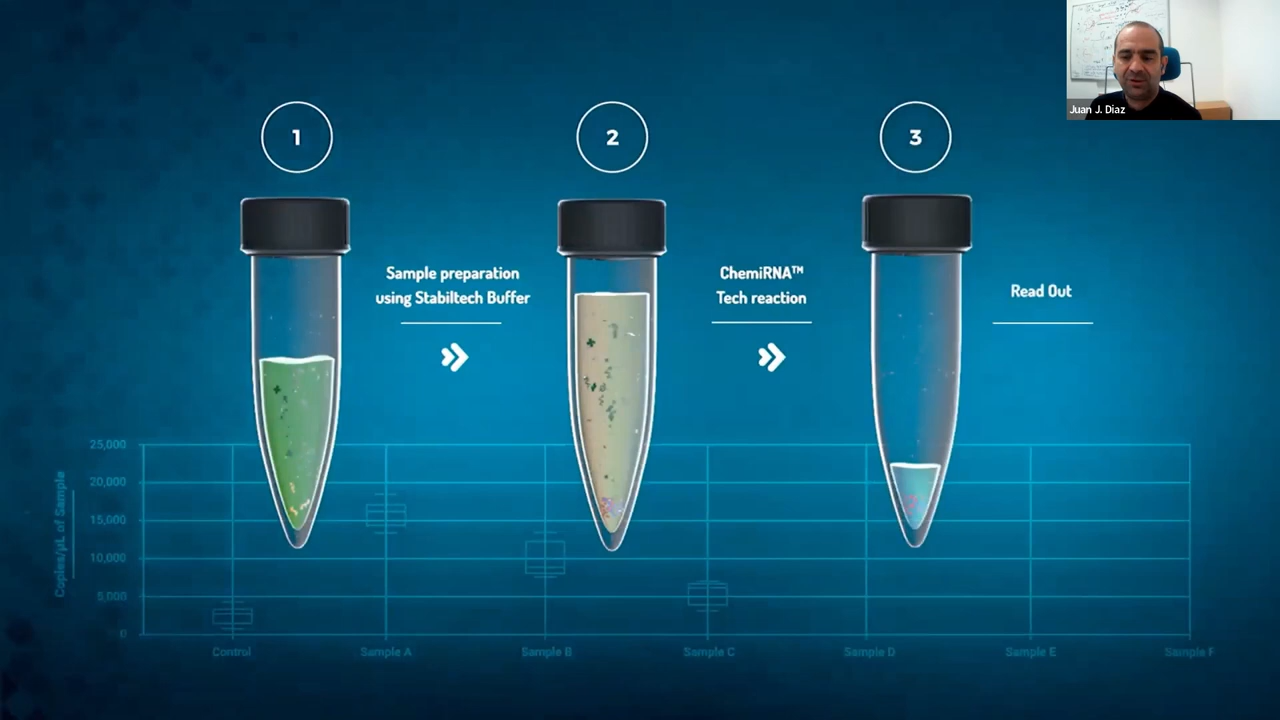 Juan J. Diaz
1
2
3
Sample preparation
using Stabiltech Buffer
ChemiRNA™
Tech reaction
Read Out
25,000
20,000
15,000
10,000
5,000
0
Copies/μL of Sample
Control
Sample A
Sample B
Sample C
Sample D
Sample E
Sample F